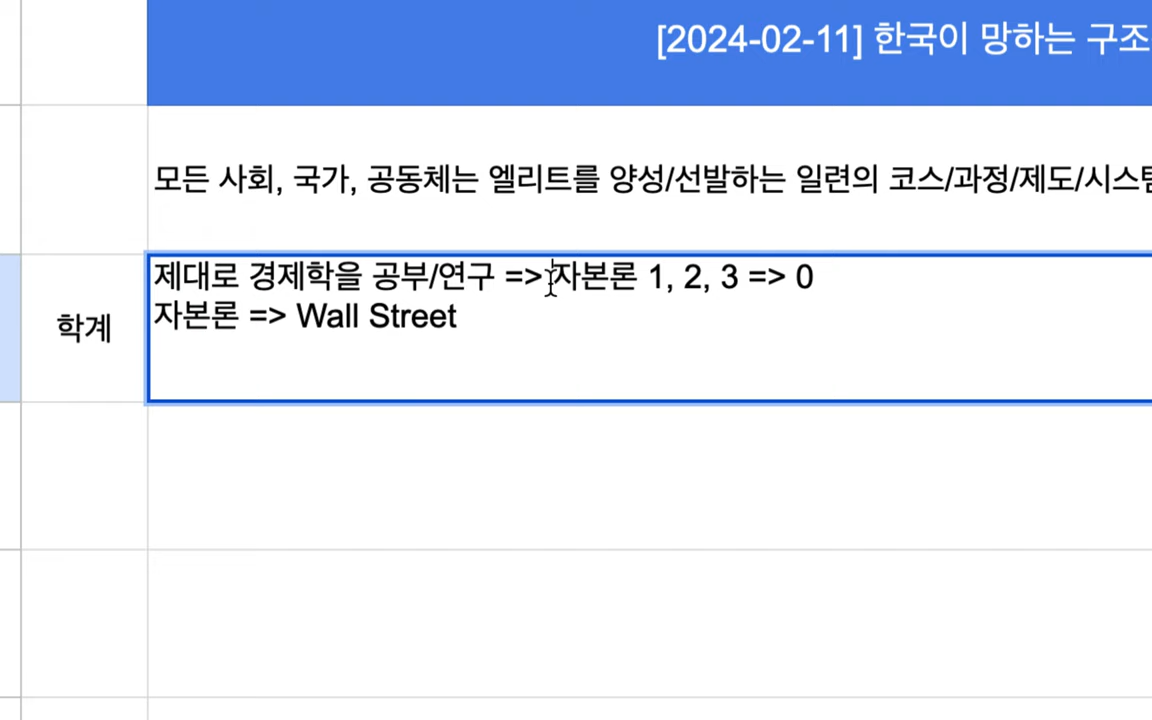 [2024-02-11] 한국이 망하는 구조
모든 사회, 국가, 공동체는 엘리트를 양성/선발하는 일련의 코스/과정/제도/시스템
학계
제대로 경제학을 공부/연구 => 자본론 1, 2, 3 => 0
자본론 => Wall Street